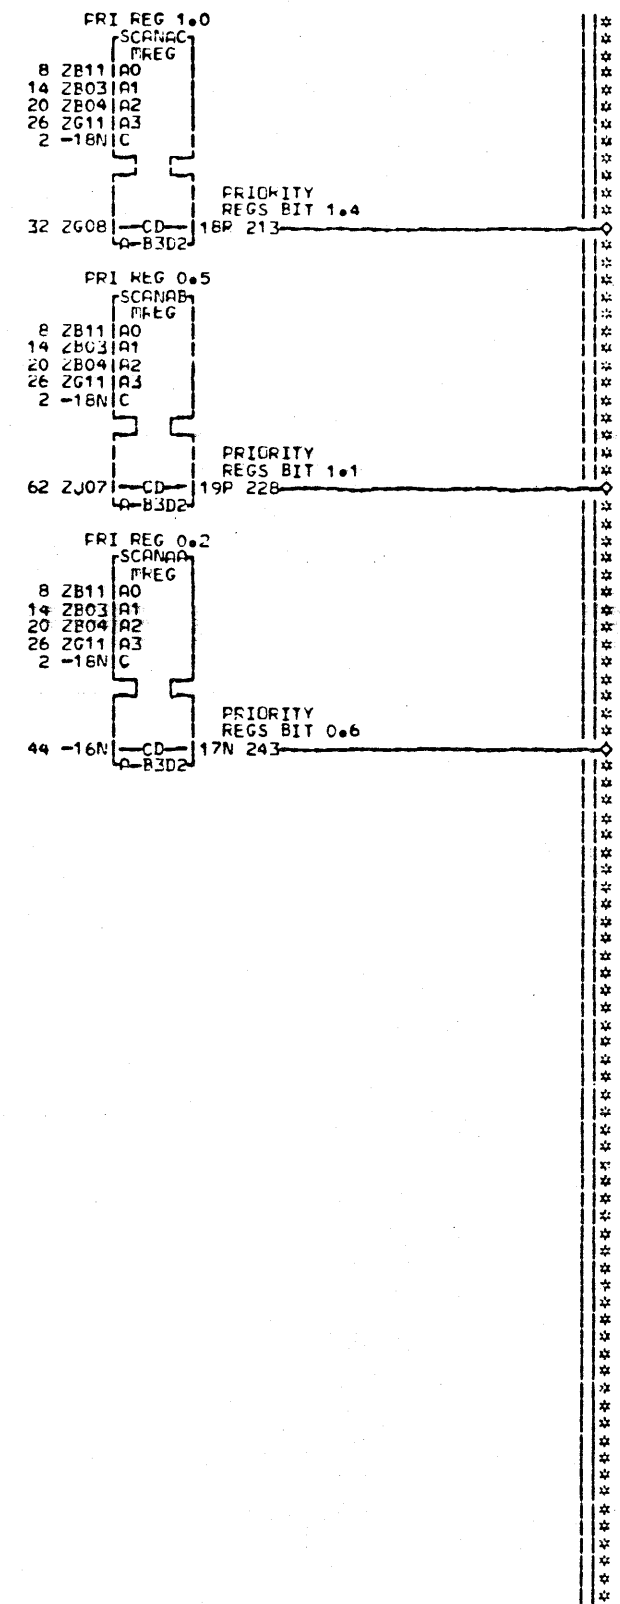 PRI REG 1.0
SCANAC
MREG
8 ZB11 A0
14 ZB03 A1
20 ZB04 A2
26 ZG11 A3
2 -18N C
PRIORITY
REGS BIT 1.4
32 ZG08 CD 18P 213
A-B3D2
PRI REG 0.5
SCANAB
MREG
8 ZB11 A0
14 ZB03 A1
20 ZB04 A2
26 ZG11 A3
2 -18N C
PRIORITY
REGS BIT 1.1
62 ZJ07 CD 19P 228
A-B3D2
PRI REG 0.2
SCANAA
MREG
8 ZB11 A0
14 ZB03 A1
20 ZB04 A2
26 ZG11 A3
2 -18N C
PRIORITY
REGS BIT 0.6
44 -16N CD 17N 243
A-B3D2